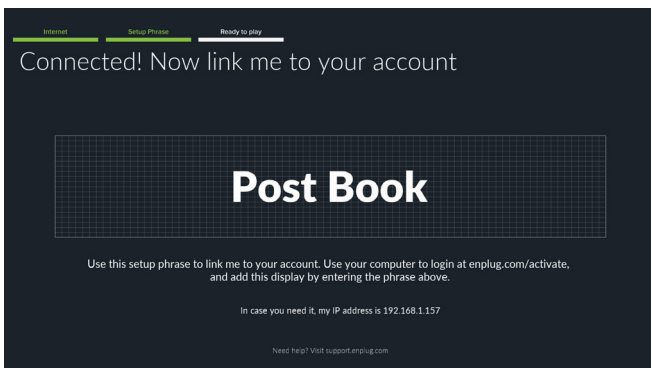 Internet
Setup Phrase
Ready to play
Connected! Now link me to your account
Post Book
Use this setup phrase to link me to your account. Use your computer to login at enplug.com/activate,
and add this display by entering the phrase above.
In case you need it, my IP address is 192.168.1.157
Need help? Visit support.enplug.com